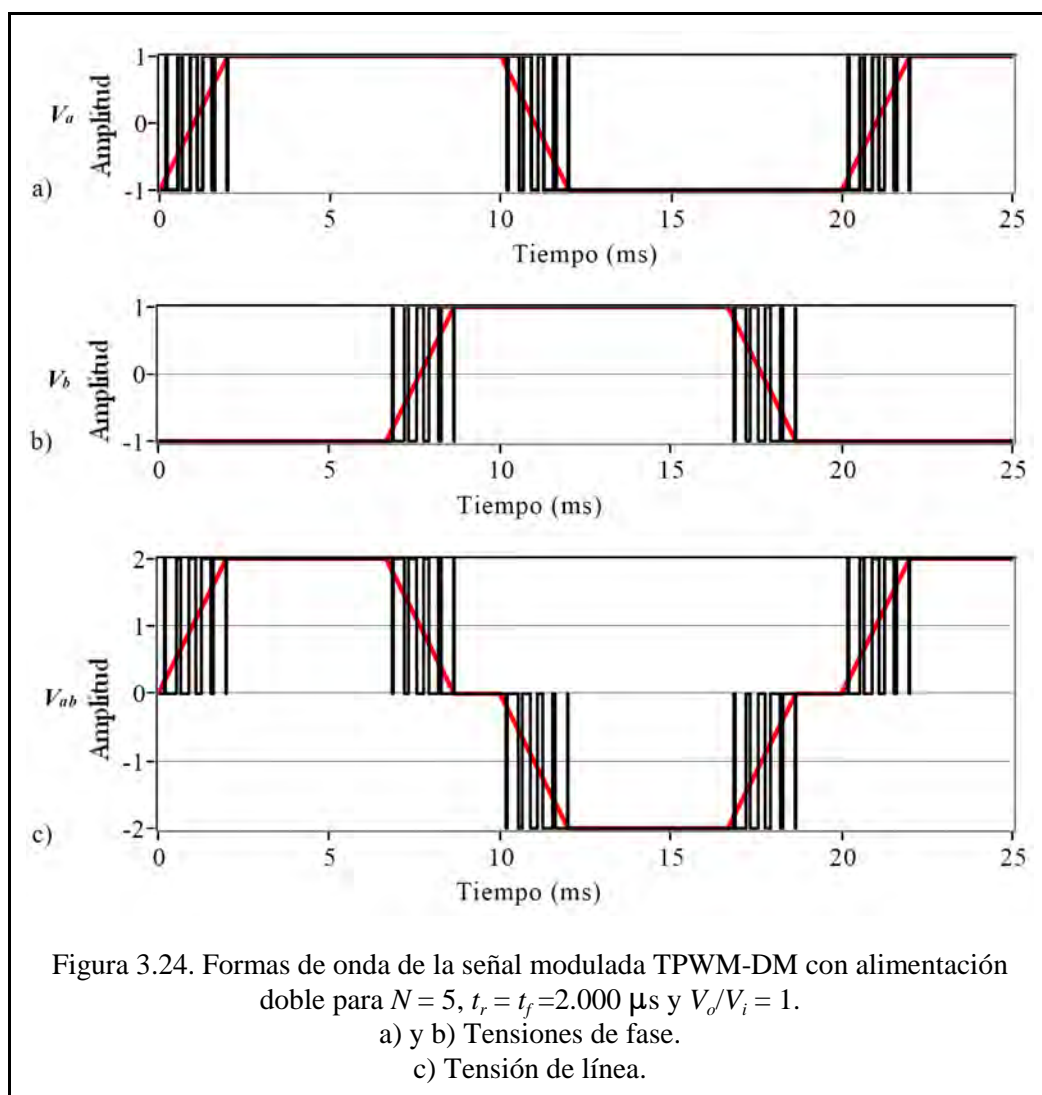 1
0
-1
Va
Amplitud
a)
0 5 10 15 20 25
Tiempo (ms)
1
0
-1
Vb
Amplitud
b)
0 5 10 15 20 25
Tiempo (ms)
2
1
0
-1
-2
Vab
Amplitud
c)
0 5 10 15 20 25
Tiempo (ms)
Figura 3.24. Formas de onda de la señal modulada TPWM-DM con alimentación
doble para N = 5, tr = tf =2.000 μs y Vo/Vi = 1.
a) y b) Tensiones de fase.
c) Tensión de línea.